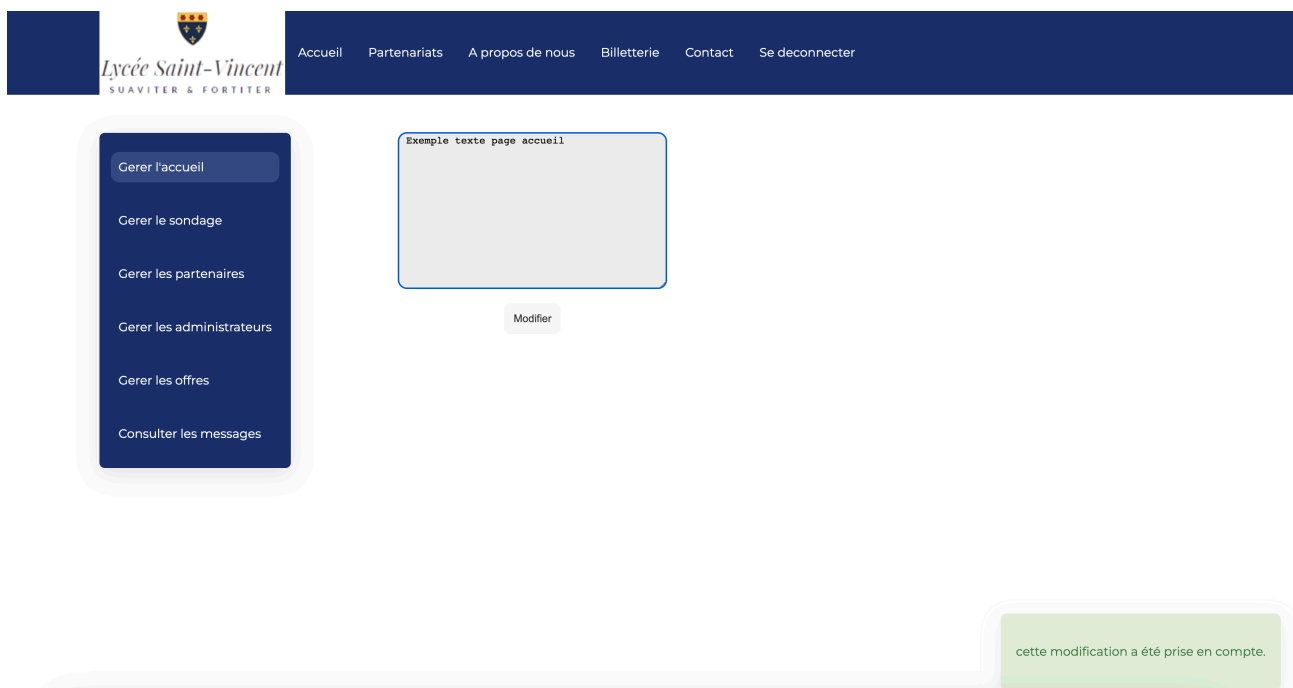 Lycée Saint-Vincent
SUAVITER & FORTITER
Accueil Partenariats A propos de nous Billetterie Contact Se deconnecter
Gerer l'accueil
Gerer le sondage
Gerer les partenaires
Gerer les administrateurs
Gerer les offres
Consulter les messages
Exemple texte page accueil
Modifier
cette modification a été prise en compte.